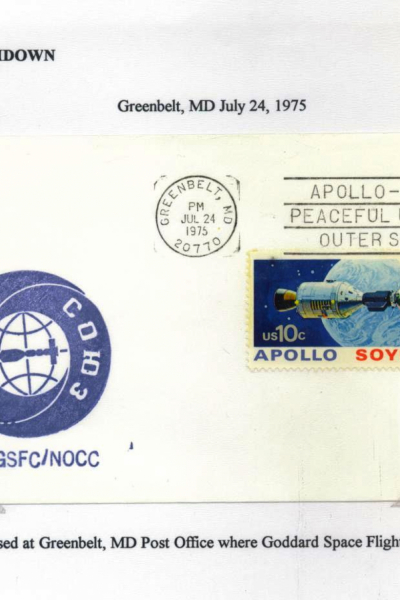 HDOWN
Greenbelt, MD July 24, 1975
GREENBELT, MD
PM
JUL 24
1975
20770
APOLLO-
PEACEFUL
OUTER S
US10c
APOLLO SOY
СОЮЗ
GSFC/NOCC
sed at Greenbelt, MD Post Office where Goddard Space Flight